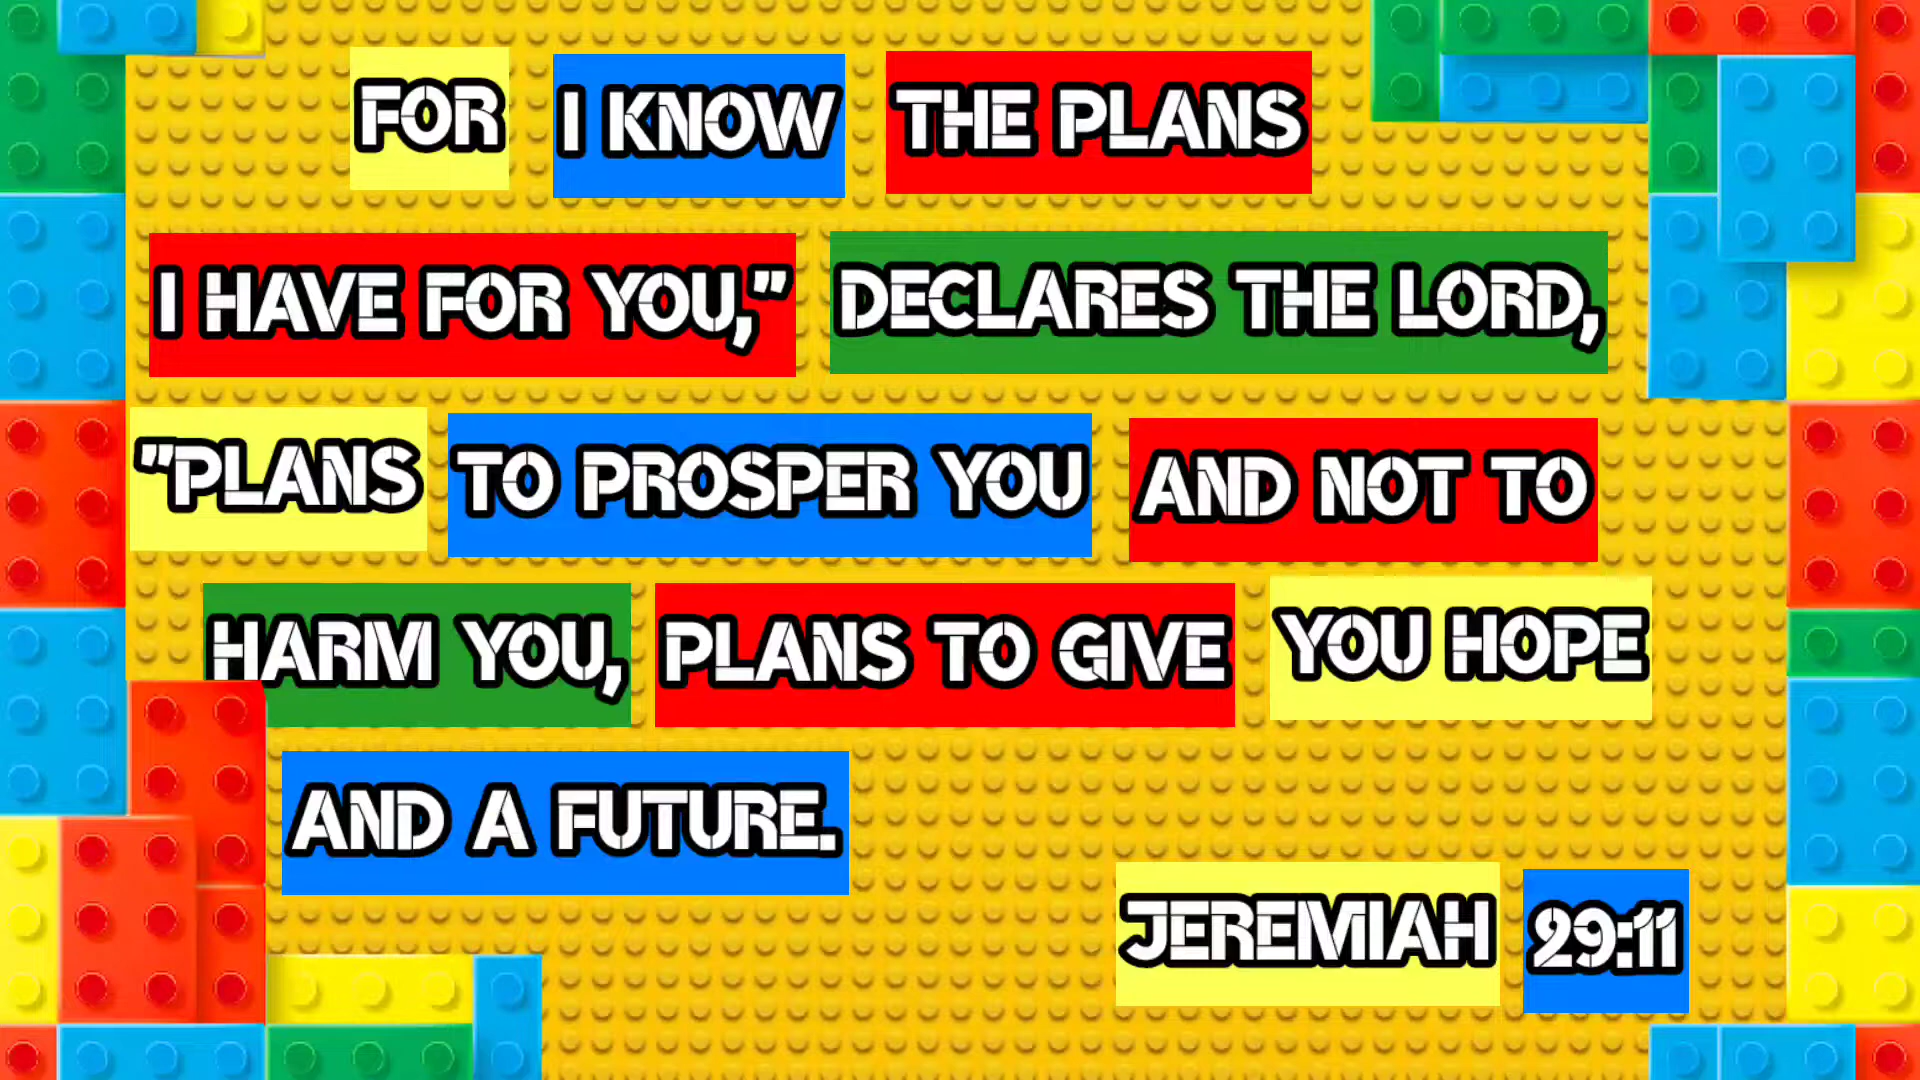 FOR I KNOW THE PLANS
I HAVE FOR YOU,” DECLARES THE LORD,
"PLANS TO PROSPER YOU AND NOT TO
HARM YOU, PLANS TO GIVE YOU HOPE
AND A FUTURE.
JEREMIAH 29:11